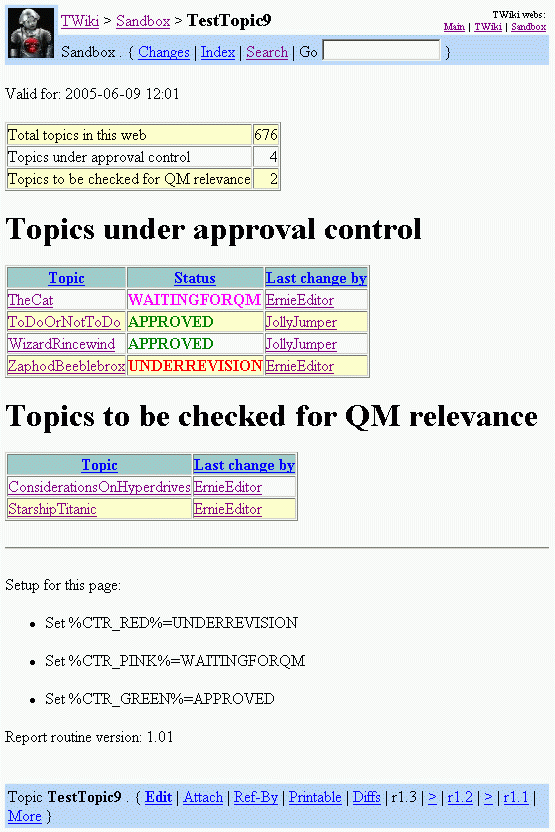 TWiki > Sandbox > TestTopic9
TWiki webs:
Main | TWiki | Sandbox
Sandbox . { Changes | Index | Search | Go }
Valid for: 2005-06-09 12:01
Total topics in this web 676
Topics under approval control 4
Topics to be checked for QM relevance 2
Topics under approval control
Topic Status Last change by
TheCat WAITINGFORQM ErnieEditor
ToDoOrNotToDo APPROVED JollyJumper
WizardRincewind APPROVED JollyJumper
ZaphodBeeblebrox UNDERREVISION ErnieEditor
Topics to be checked for QM relevance
Topic Last change by
ConsiderationsOnHyperdrives ErnieEditor
StarshipTitanic ErnieEditor
Setup for this page:
• Set %CTR_RED%=UNDERREVISION
• Set %CTR_PINK%=WAITINGFORQM
• Set %CTR_GREEN%=APPROVED
Report routine version: 1.01
Topic TestTopic9 . { Edit | Attach | Ref-By | Printable | Diffs | r1.3 | > | r1.2 | > | r1.1 |
More }